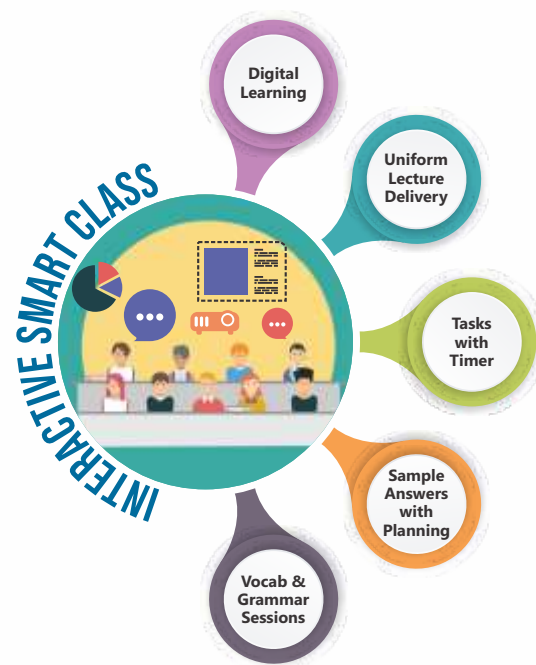 INTERACTIVE SMART CLASS
Digital
Learning
Uniform
Lecture
Delivery
Tasks
with
Timer
Sample
Answers
with
Planning
Vocab &
Grammar
Sessions